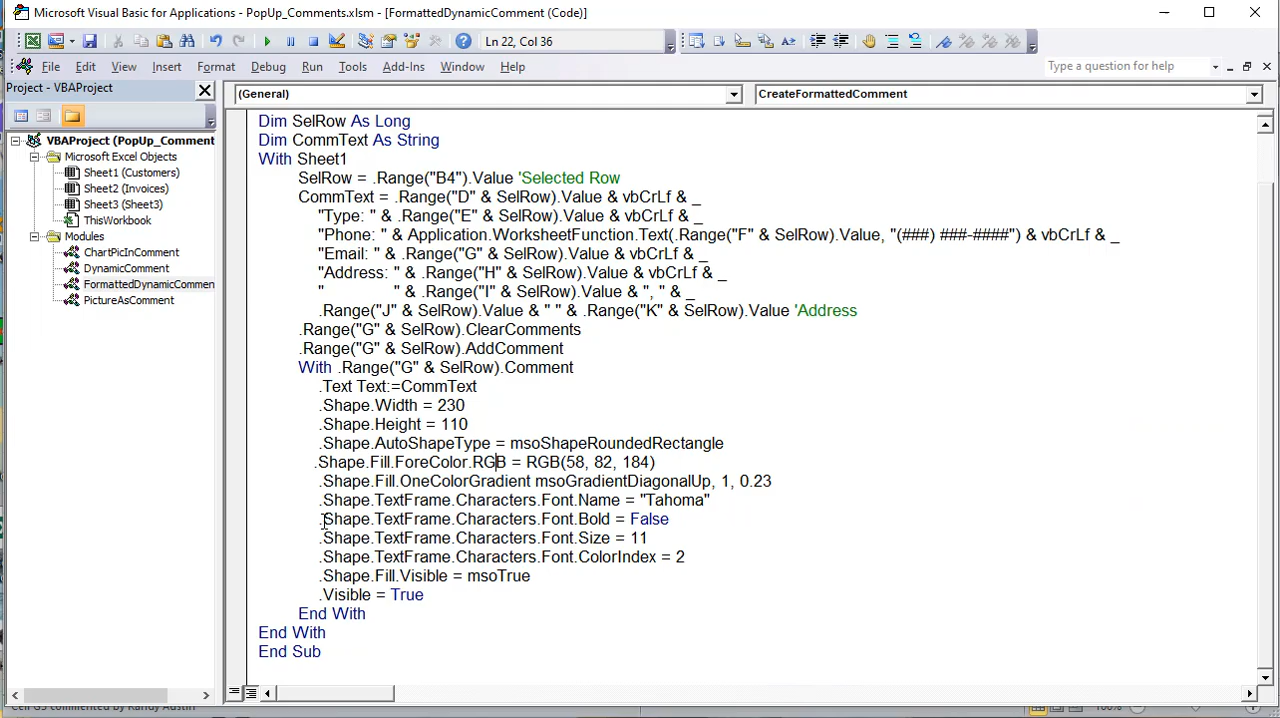 Microsoft Visual Basic for Applications - PopUp_Comments.xlsm - [FormattedDynamicComment (Code)]
Ln 22, Col 36
File Edit View Insert Format Debug Run Tools Add-Ins Window Help
Type a question for help
Project - VBAProject
(General)
CreateFormattedComment
VBAProject (PopUp_Comment
Microsoft Excel Objects
Sheet1 (Customers)
Sheet2 (Invoices)
Sheet3 (Sheet3)
ThisWorkbook
Modules
ChartPicInComment
DynamicComment
FormattedDynamicCommen
PictureAsComment
Dim SelRow As Long
Dim CommText As String
With Sheet1
SelRow = .Range("B4").Value 'Selected Row
CommText = .Range("D" & SelRow).Value & vbCrLf & _
"Type: " & .Range("E" & SelRow).Value & vbCrLf & _
"Phone: " & Application.WorksheetFunction.Text(.Range("F" & SelRow).Value, "(###) ###-####") & vbCrLf & _
"Email: " & .Range("G" & SelRow).Value & vbCrLf & _
"Address: " & .Range("H" & SelRow).Value & vbCrLf & _
"              " & .Range("I" & SelRow).Value & ", " & _
.Range("J" & SelRow).Value & " " & .Range("K" & SelRow).Value 'Address
.Range("G" & SelRow).ClearComments
.Range("G" & SelRow).AddComment
With .Range("G" & SelRow).Comment
.Text Text:=CommText
.Shape.Width = 230
.Shape.Height = 110
.Shape.AutoShapeType = msoShapeRoundedRectangle
.Shape.Fill.ForeColor.RGB = RGB(58, 82, 184)
.Shape.Fill.OneColorGradient msoGradientDiagonalUp, 1, 0.23
.Shape.TextFrame.Characters.Font.Name = "Tahoma"
.Shape.TextFrame.Characters.Font.Bold = False
.Shape.TextFrame.Characters.Font.Size = 11
.Shape.TextFrame.Characters.Font.ColorIndex = 2
.Shape.Fill.Visible = msoTrue
.Visible = True
End With
End With
End Sub
Cell G5 commented by Randy Austin
100%